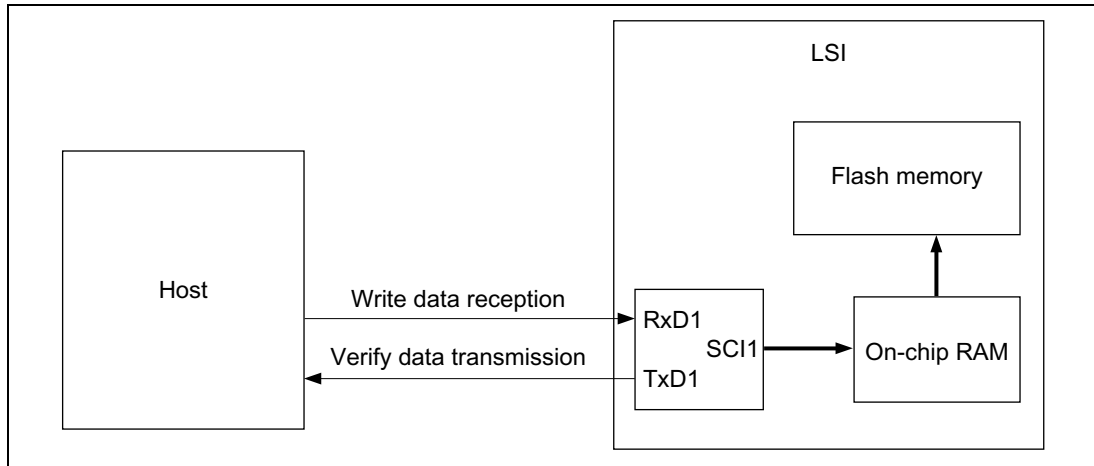 LSI
Flash memory
Host
Write data reception
RxD1
SCI1
On-chip RAM
Verify data transmission
TxD1